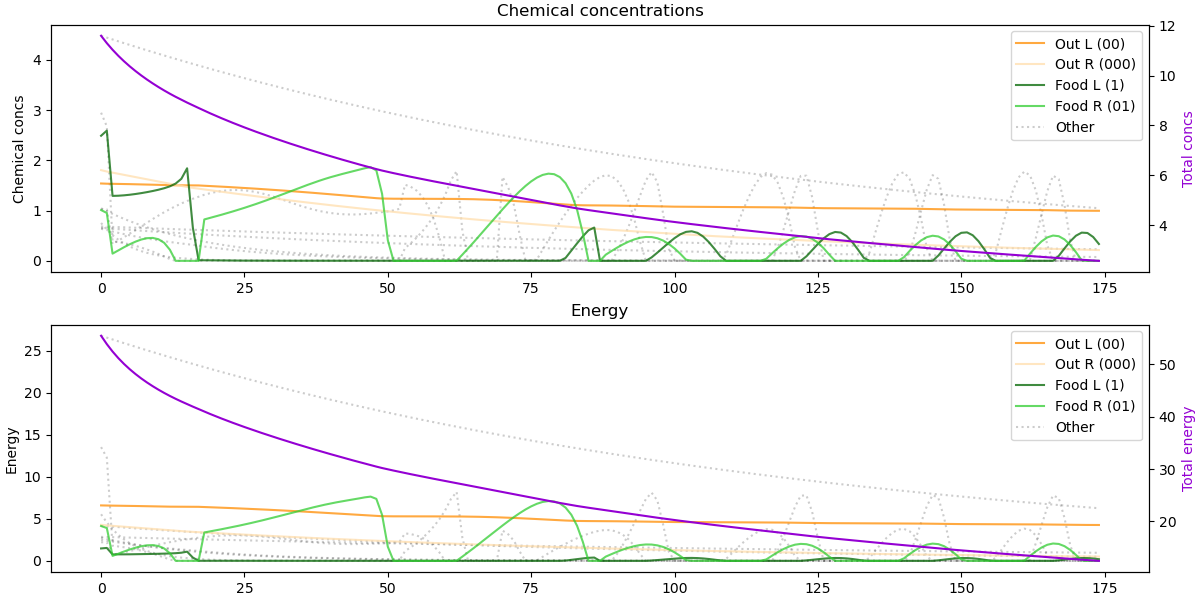 Chemical concentrations
Chemical concs
4
3
2
1
0
0 25 50 75 100 125 150 175
12
10
8
6
4
Total concs
Out L (00)
Out R (000)
Food L (1)
Food R (01)
Other
Energy
Energy
25
20
15
10
5
0
0 25 50 75 100 125 150 175
50
40
30
20
Total energy
Out L (00)
Out R (000)
Food L (1)
Food R (01)
Other